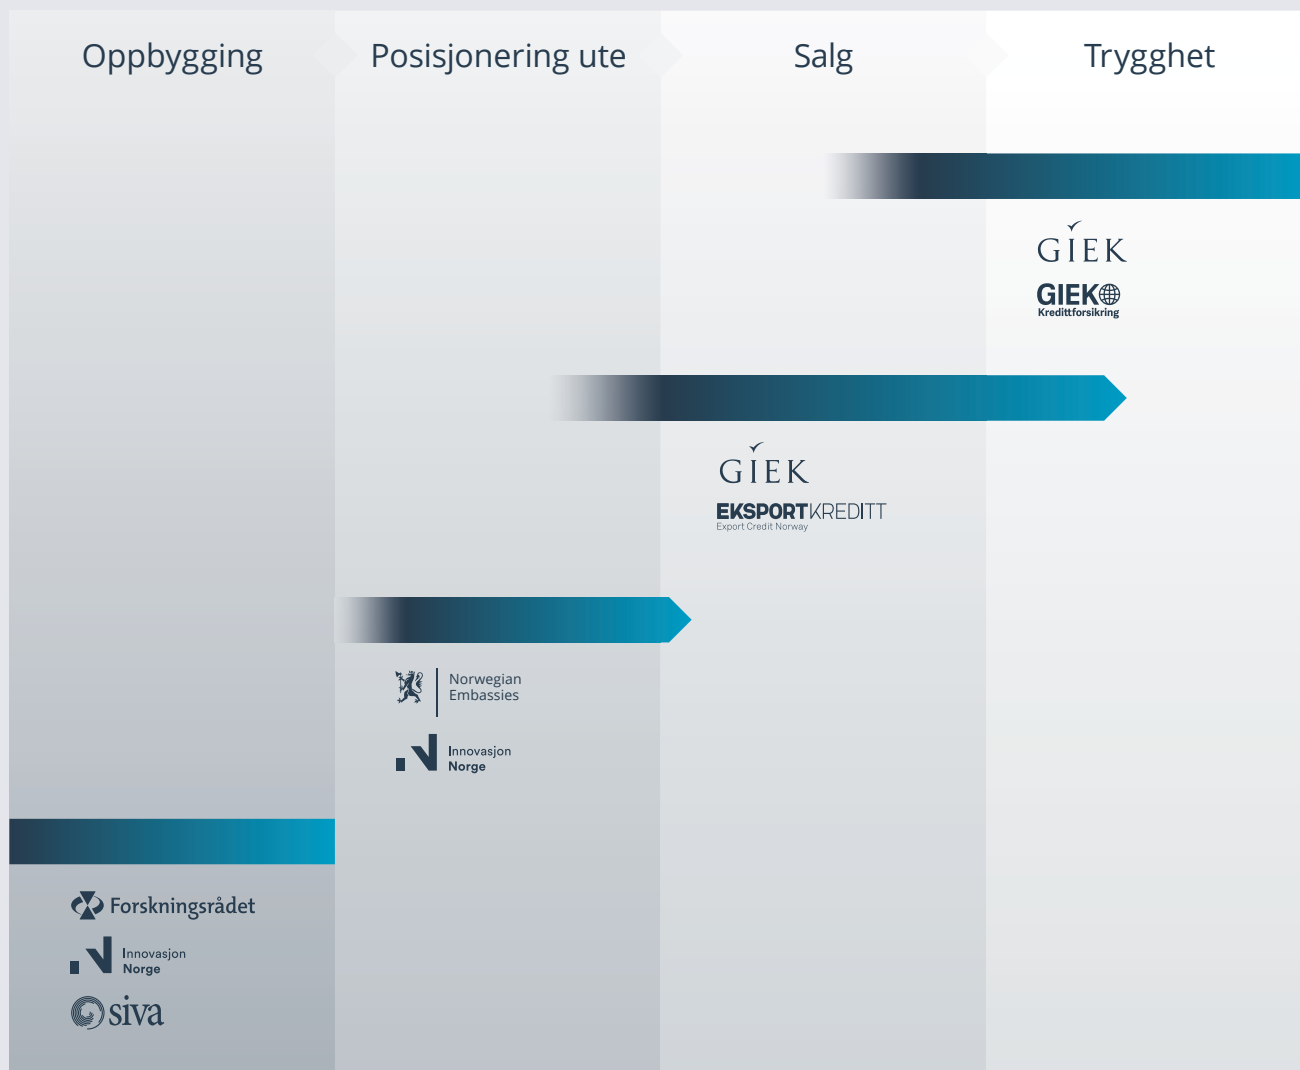 Oppbygging
Posisjonering ute
Salg
Trygghet
GIEK
GIEK
Kredittforsikring
GIEK
EKSPORTKREDITT
Export Credit Norway
Norwegian
Embassies
Innovasjon
Norge
Forskningsrådet
Innovasjon
Norge
siva